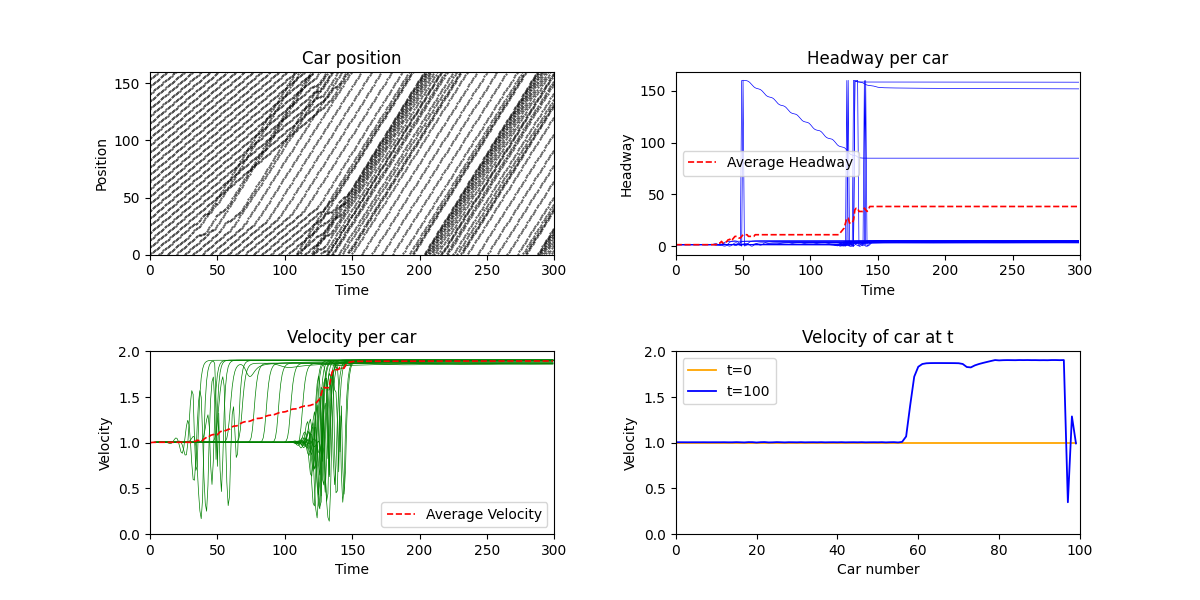 Car position
Position
150
100
50
0
0 50 100 150 200 250 300
Time
Headway per car
Headway
150
100
50
0
Average Headway
0 50 100 150 200 250 300
Time
Velocity per car
Velocity
2.0
1.5
1.0
0.5
0.0
Average Velocity
0 50 100 150 200 250 300
Time
Velocity of car at t
Velocity
2.0
1.5
1.0
0.5
0.0
t=0
t=100
0 20 40 60 80 100
Car number